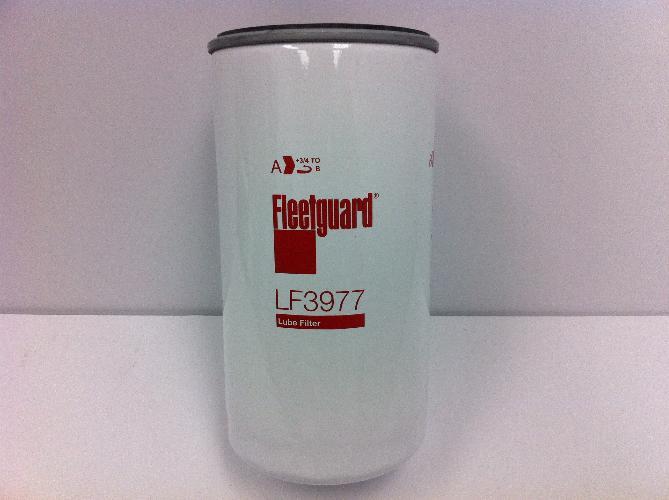 A +3/4 TO B
Fleetguard®
LF3977
Lube Filter